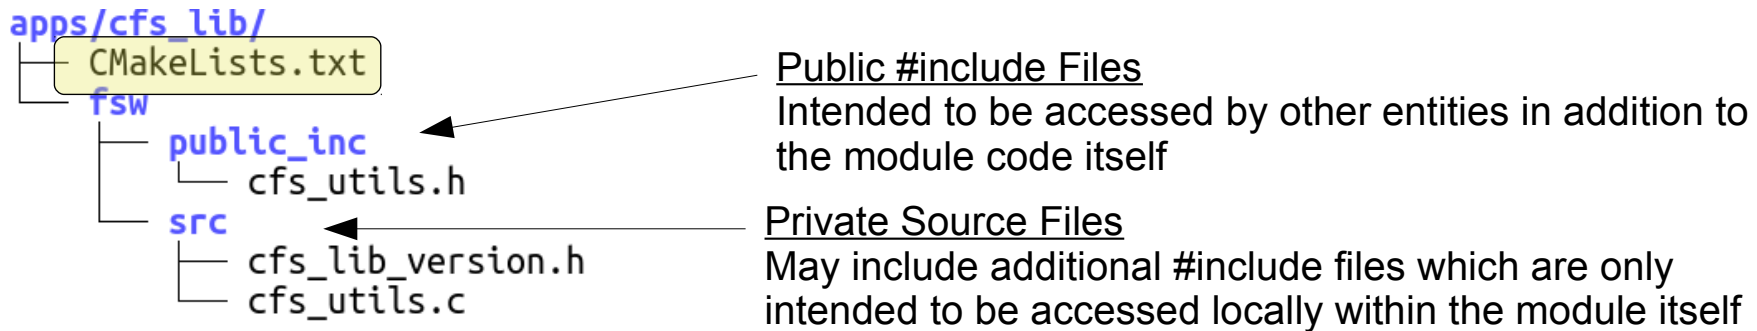 apps/cfs_lib/
CMakeLists.txt
fsw
public_inc
cfs_utils.h
src
cfs_lib_version.h
cfs_utils.c
Public #include Files
Intended to be accessed by other entities in addition to
the module code itself
Private Source Files
May include additional #include files which are only
intended to be accessed locally within the module itself